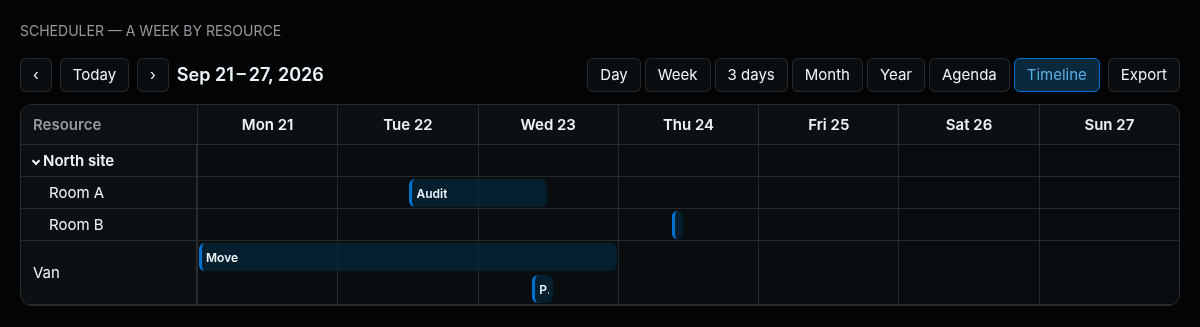 SCHEDULER — A WEEK BY RESOURCE
‹ Today › Sep 21 – 27, 2026 Day Week 3 days Month Year Agenda Timeline Export
Resource Mon 21 Tue 22 Wed 23 Thu 24 Fri 25 Sat 26 Sun 27
North site
Room A Audit
Room B
Move
Van
P.